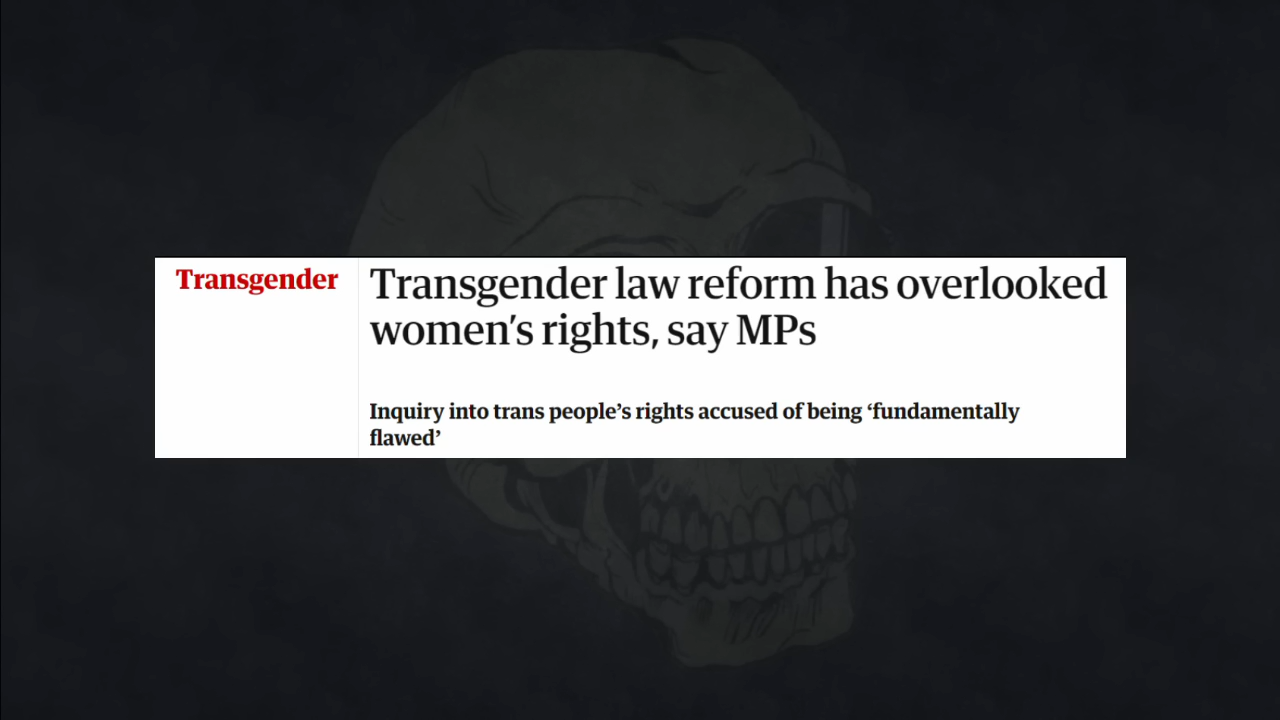 Transgender
Transgender law reform has overlooked
women’s rights, say MPs
Inquiry into trans people’s rights accused of being ‘fundamentally
flawed’